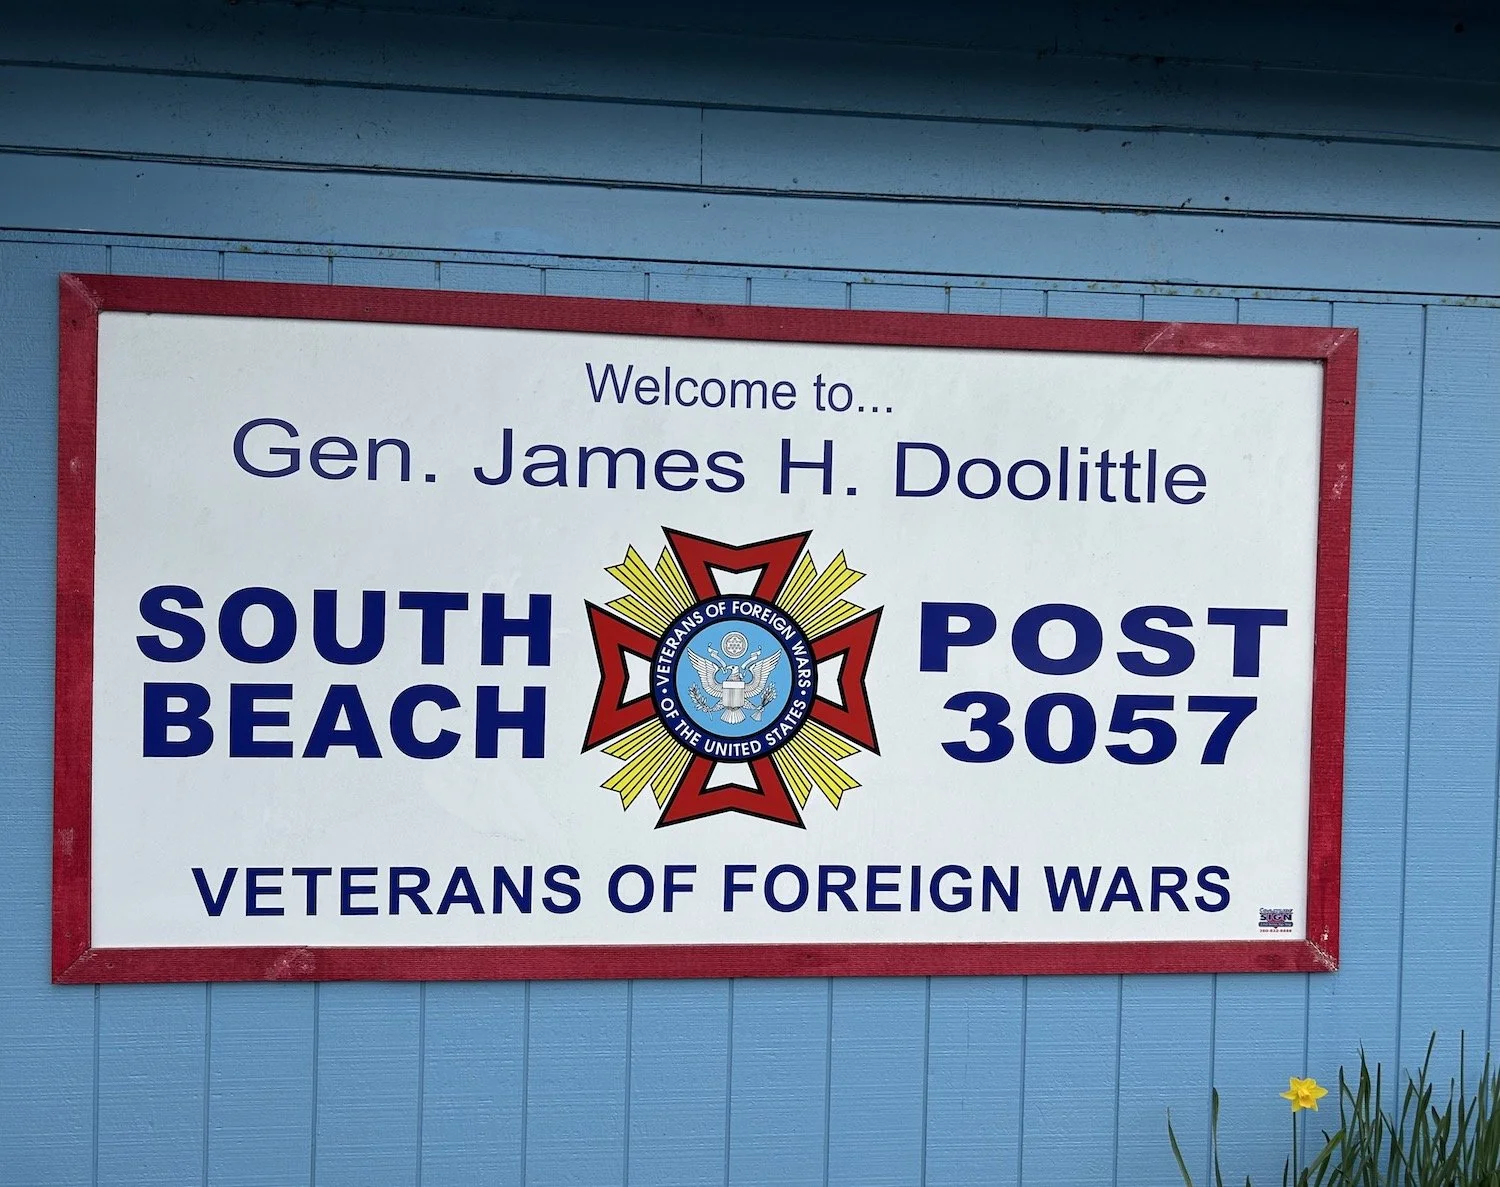 Welcome to...
Gen. James H. Doolittle
SOUTH
BEACH
VETERANS OF FOREIGN WARS
OF THE UNITED STATES
POST
3057
VETERANS OF FOREIGN WARS
SIGN